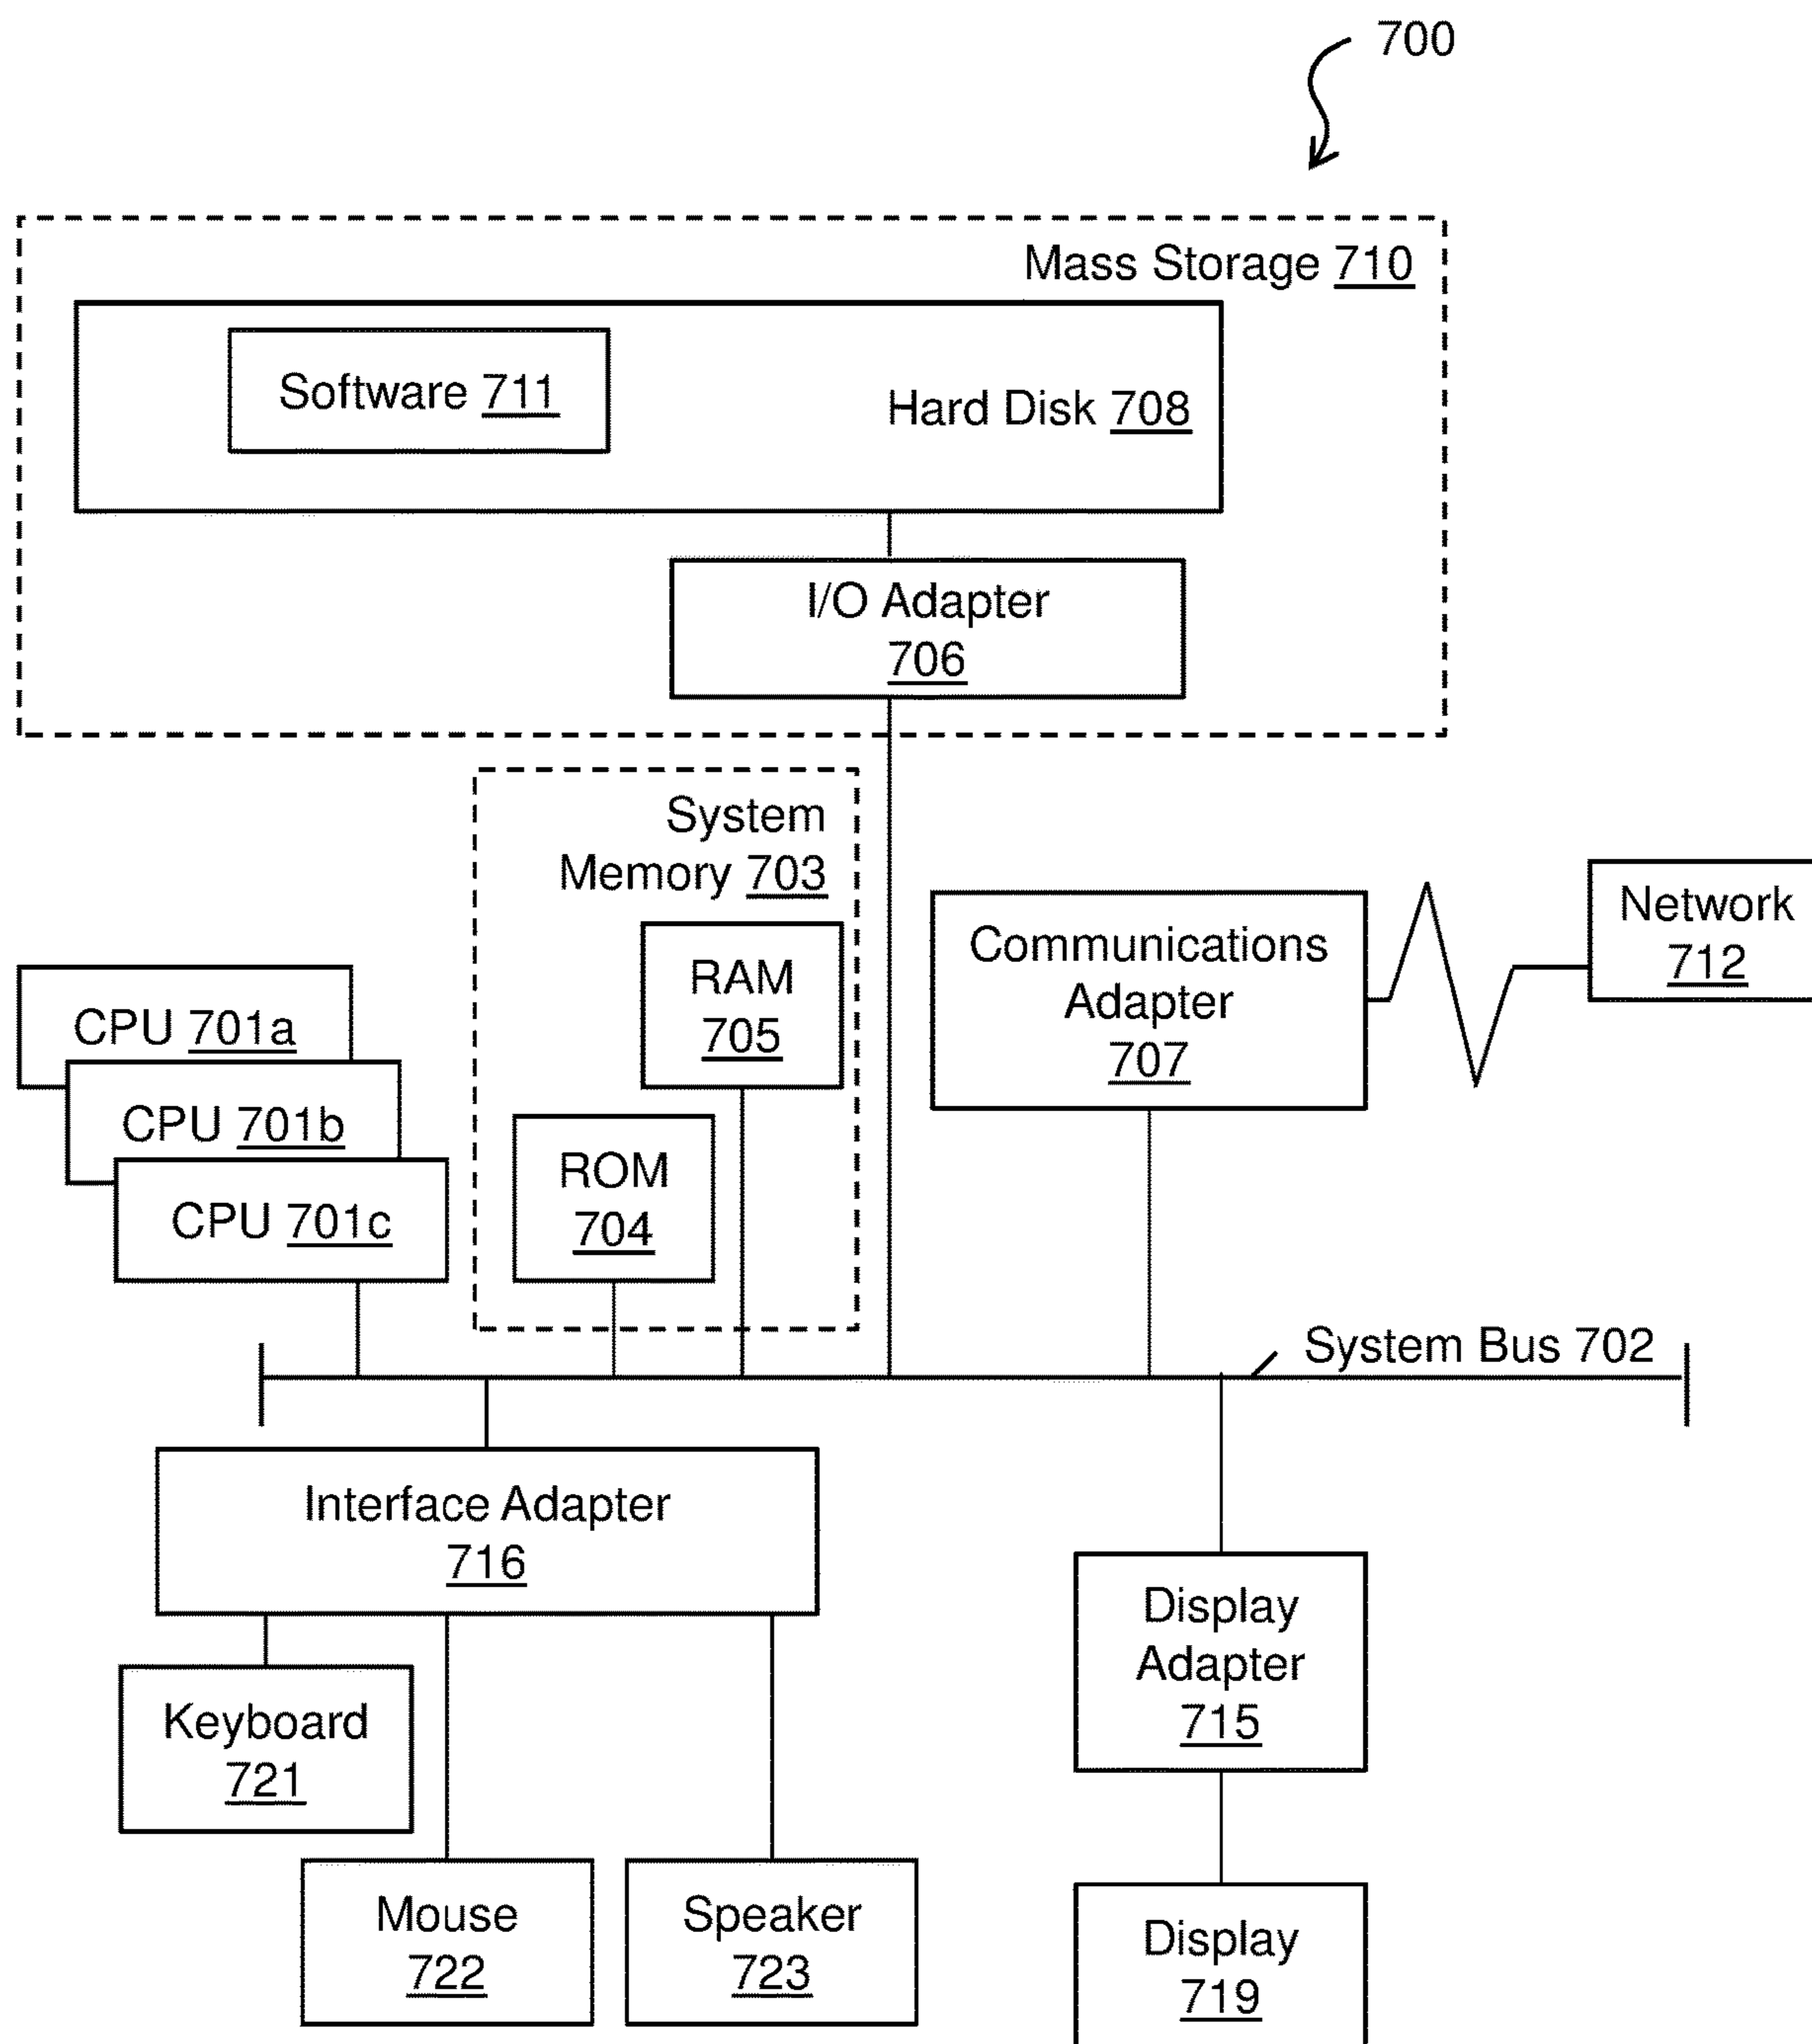 700
Mass Storage 710
Software 711
Hard Disk 708
I/O Adapter
706
System
Memory 703
RAM
705
ROM
704
Communications
Adapter
707
Network
712
CPU 701a
CPU 701b
CPU 701c
System Bus 702
Interface Adapter
716
Keyboard
721
Mouse
722
Speaker
723
Display
Adapter
715
Display
719